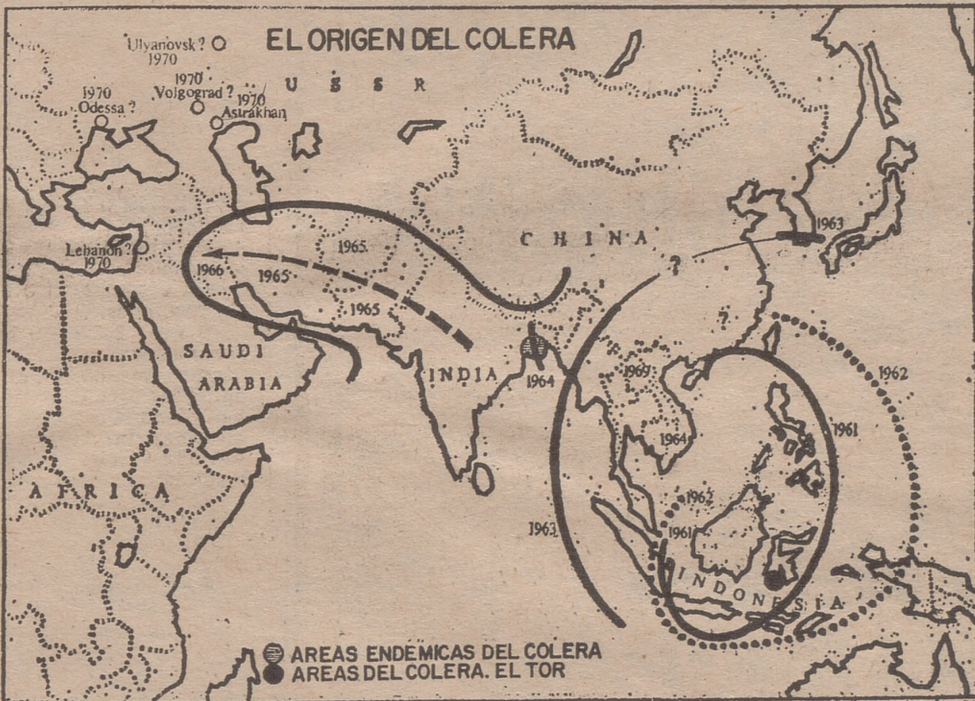 EL ORIGEN DEL COLERA
Ulyanovsk ?
1970
U S S R
1970
Volgograd ?
1970
Astrakhan
1970
Odessa ?
Lebanon ?
1970
1966
1965
1965
1965
C H I N A
?
1963
?
SAUDI
ARABIA
INDIA
1964
1962
1961
1964
AFRICA
1963
1962
1961
INDONESIA
AREAS ENDEMICAS DEL COLERA
AREAS DEL COLERA. EL TOR